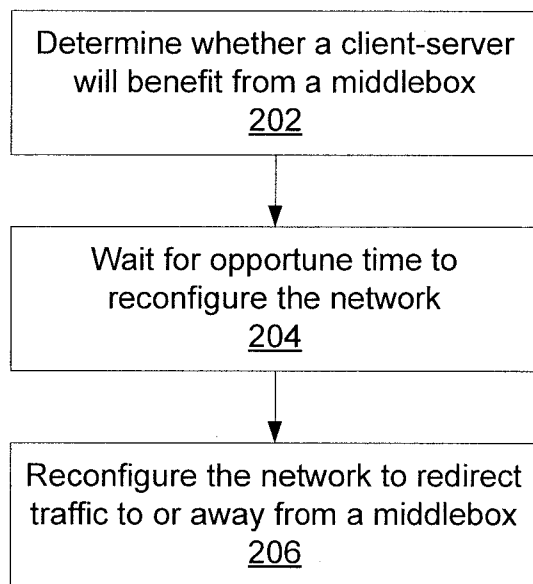 Determine whether a client-server
will benefit from a middlebox
202
Wait for opportune time to
reconfigure the network
204
Reconfigure the network to redirect
traffic to or away from a middlebox
206